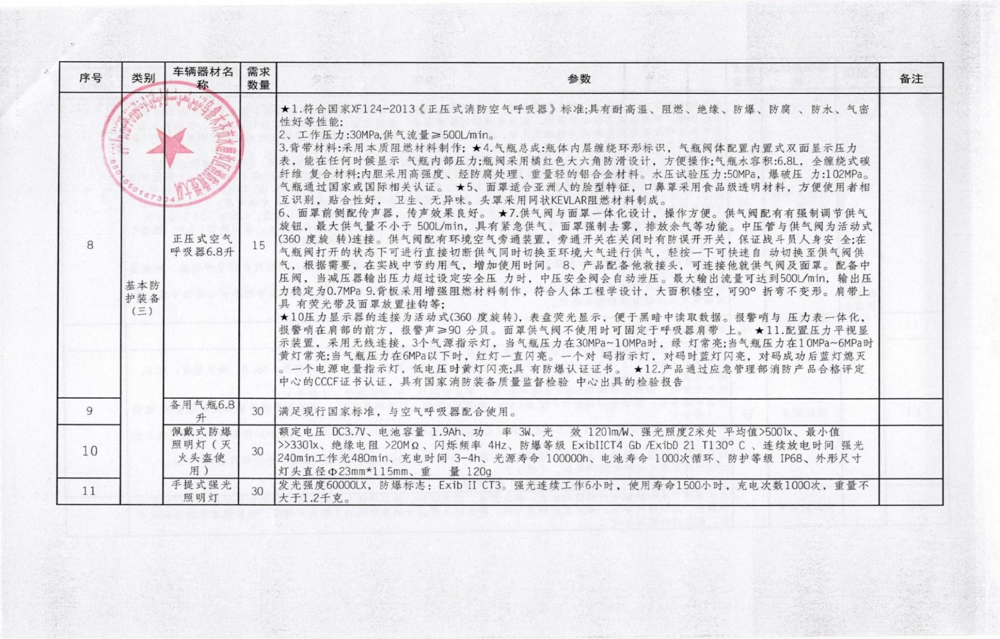 序号 类别 车辆器材名称 需求数量 参数 备注
乌鲁木齐市水磨沟区消防救援大队
6501050187304
8
基本防护装备(三)
正压式空气呼吸器6.8升
15
★1.符合国家XF124-2013《正压式消防空气呼吸器》标准;具有耐高温、阻燃、绝缘、防爆、防腐 、防水、气密
性好等性能;
2、工作压力:30MPa,供气流量≥500L/min。
3.背带材料:采用本质阻燃材料制作; ★4.气瓶总成:瓶体内层缠绕环形标识，气瓶阀体配置内置式双面显示压力
表，能在任何时候显示 气瓶内部压力;瓶阀采用橘红色大六角防滑设计，方便操作;气瓶水容积:6.8L，全缠绕式碳
纤维 复合材料;内胆采用高强度、经防腐处理、重量轻的铝合金材料。水压试验压力:50MPa，爆破压 力:102MPa。
气瓶通过国家或国际相关认证。 ★5、面罩适合亚洲人的脸型特征，口鼻罩采用食品级透明材料，方便使用者相
互识别，贴合性好， 卫生、无异味。头罩采用网状KEVLAR阻燃材料制成。
6、面罩前侧配传声器，传声效果良好。 ★7.供气阀与面罩一体化设计，操作方便。供气阀配有有强制调节供气
旋钮，最大供气量不小于 500L/min，具有紧急供气、面罩强制去雾，排放余气等功能。中压管与供气阀为活动式
(360 度旋 转)连接。供气阀配有环境空气旁通装置，旁通开关在关闭时有防误开开关，保证战斗员人身安 全;在
气瓶阀打开的状态下可进行直接切断供气同时切换至环境大气进行供气，轻按一下可快速自 动切换至供气阀供
气，根据需要，在实战中节约用气，增加使用时间。 8、产品配备他救接头，可连接他就供气阀及面罩。配备中
压阀，当减压器输出压力超过设定安全压 力时，中压安全阀会自动泄压。最大输出流量可达到500L/min，输出压
力稳定为0.7MPa 9.背板采用增强阻燃材料制作，符合人体工程学设计，大面积镂空，可90° 折弯不变形。肩带上
具 有荧光带及面罩放置挂钩等;
★10压力显示器的连接为活动式(360 度旋转)，表盘荧光显示，便于黑暗中读取数据。报警哨与 压力表一体化，
报警哨在肩部的前方，报警声≥90 分贝。面罩供气阀不使用时可固定于呼吸器肩带 上。 ★11.配置压力平视显
示装置，采用无线连接，3个气源指示灯，当气瓶压力在30MPa~10MPa时，绿 灯常亮;当气瓶压力在10MPa~6MPa时
黄灯常亮;当气瓶压力在6MPa以下时，红灯一直闪亮。一个对 码指示灯，对码时蓝灯闪亮，对码成功后蓝灯熄灭
。一个电源电量指示灯，低电压时黄灯闪亮;具 有防爆认证证书。 ★12.产品通过应急管理部消防产品合格评定
中心的CCCF证书认证，具有国家消防装备质量监督检验 中心出具的检验报告
9 备用气瓶6.8升 30 满足现行国家标准，与空气呼吸器配合使用。
10 佩戴式防爆照明灯（灭火头盔使用） 30
额定电压 DC3.7V、电池容量 1.9Ah、功 率 3W、光 效 120lm/W、强光照度2米处 平均值>500lx、最小值
>>330lx、绝缘电阻 >20MΩ、闪烁频率 4Hz、防爆等级 ExibIICT4 Gb /ExibD 21 T130° C 、连续放电时间 强光
240min工作光480min、充电时间 3-4h、光源寿命 100000h、电池寿命 1000次循环、防护等级 IP68、外形尺寸
灯头直径Φ23mm*115mm、重 量 120g
11 手提式强光照明灯 30
发光强度60000LX，防爆标志：Exib II CT3。强光连续工作6小时，使用寿命1500小时，充电次数1000次，重量不
大于1.2千克。